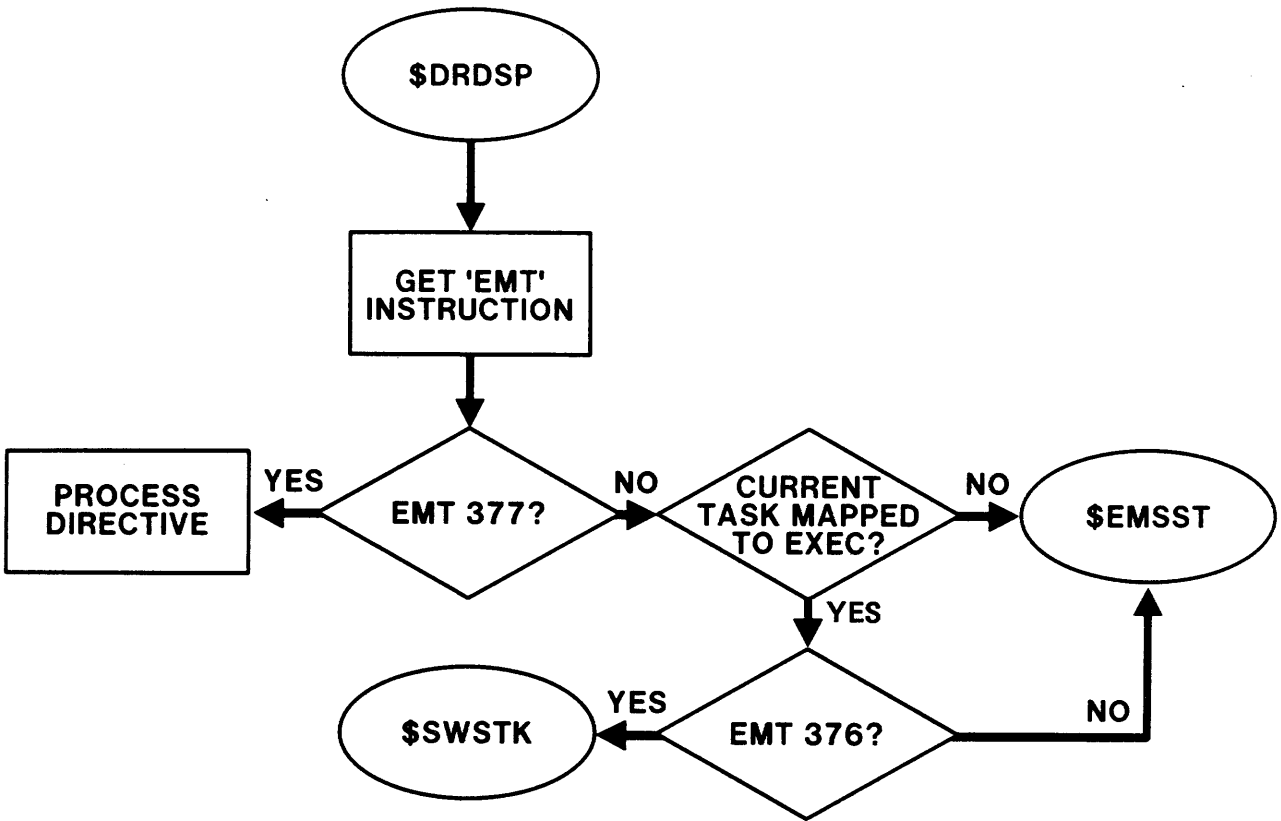 $DRDSP
GET 'EMT'
INSTRUCTION
PROCESS
DIRECTIVE
YES
EMT 377?
NO
CURRENT
TASK MAPPED
TO EXEC?
NO
$EMSST
YES
$SWSTK
YES
EMT 376?
NO